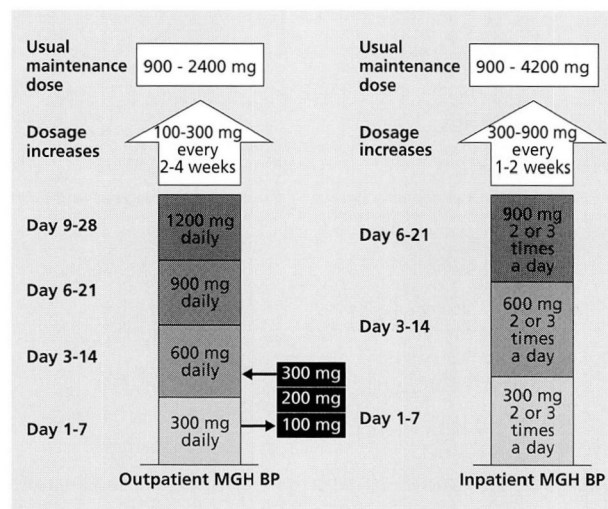 Usual
maintenance
dose
900 - 2400 mg
Dosage
increases
100-300 mg
every
2-4 weeks
Day 9-28
1200 mg
daily
Day 6-21
900 mg
daily
Day 3-14
600 mg
daily
Day 1-7
300 mg
daily
300 mg
200 mg
100 mg
Outpatient MGH BP
Usual
maintenance
dose
900 - 4200 mg
Dosage
increases
300-900 mg
every
1-2 weeks
Day 6-21
900 mg
2 or 3
times
a day
Day 3-14
600 mg
2 or 3
times
a day
Day 1-7
300 mg
2 or 3
times
a day
Inpatient MGH BP